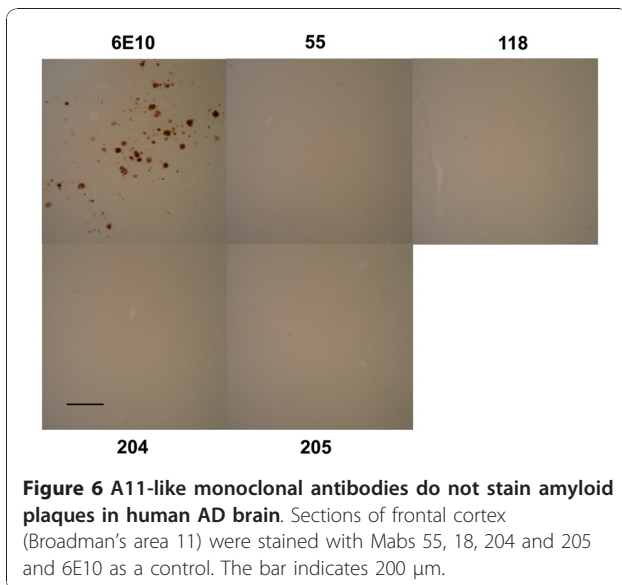 6E10 55 118
204 205
Figure 6 A11-like monoclonal antibodies do not stain amyloid
plaques in human AD brain. Sections of frontal cortex
(Broadman's area 11) were stained with Mabs 55, 18, 204 and 205
and 6E10 as a control. The bar indicates 200 μm.